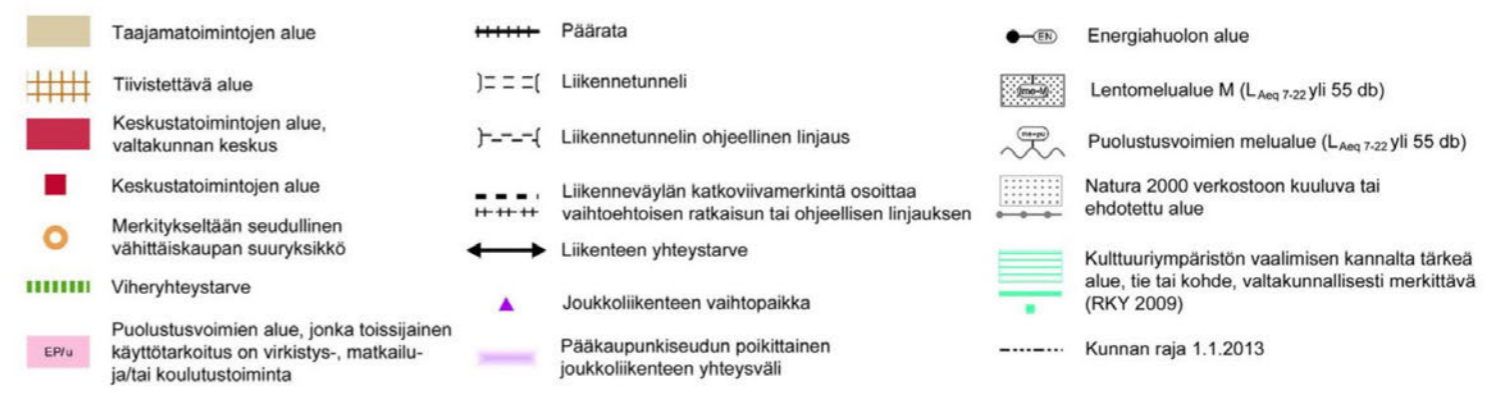 Taajamatoimintojen alue
Tiivistettävä alue
Keskustatoimintojen alue,
valtakunnan keskus
Keskustatoimintojen alue
Merkitykseltään seudullinen
vähittäiskaupan suuryksikkö
Viheryhteystarve
EP/u
Puolustusvoimien alue, jonka toissijainen
käyttötarkoitus on virkistys-, matkailu-
ja/tai koulutustoiminta
Päärata
Liikennetunneli
Liikennetunnelin ohjeellinen linjaus
Liikenneväylän katkoviivamerkintä osoittaa
vaihtoehtoisen ratkaisun tai ohjeellisen linjauksen
Liikenteen yhteystarve
Joukkoliikenteen vaihtopaikka
Pääkaupunkiseudun poikittainen
joukkoliikenteen yhteysväli
EN
Energiahuolon alue
Lentomelualue M (LAeq 7-22 yli 55 db)
Puolustusvoimien melualue (LAeq 7-22 yli 55 db)
Natura 2000 verkostoon kuuluva tai
ehdotettu alue
Kulttuuriympäristön vaalimisen kannalta tärkeä
alue, tie tai kohde, valtakunnallisesti merkittävä
(RKY 2009)
Kunnan raja 1.1.2013